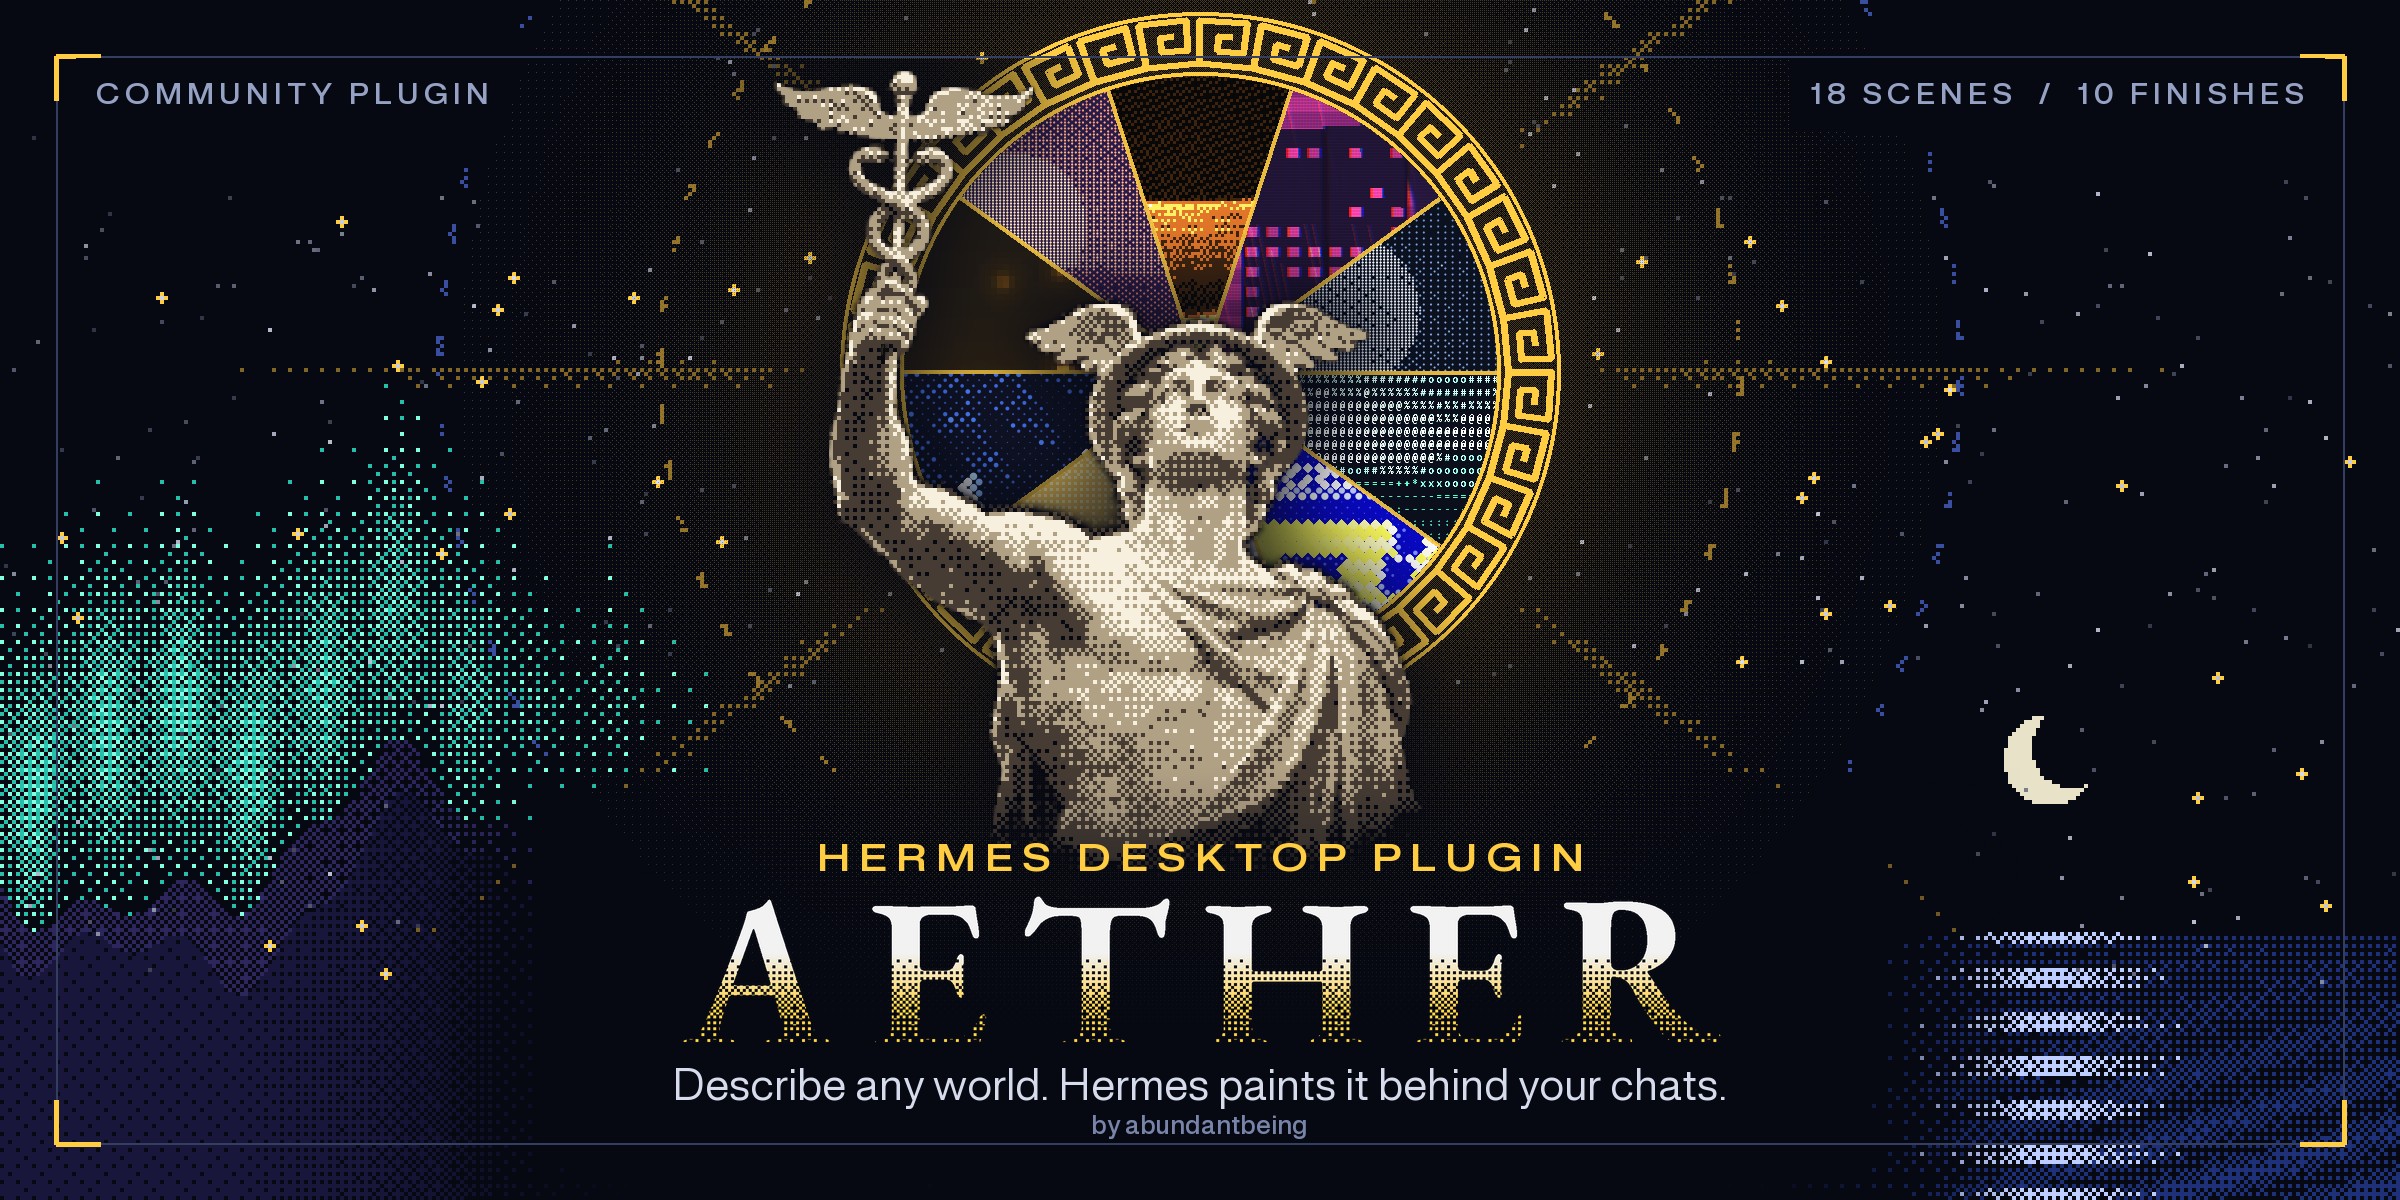 COMMUNITY PLUGIN
18 SCENES / 10 FINISHES
HERMES DESKTOP PLUGIN
AETHER
Describe any world. Hermes paints it behind your chats.
by abundantbeing